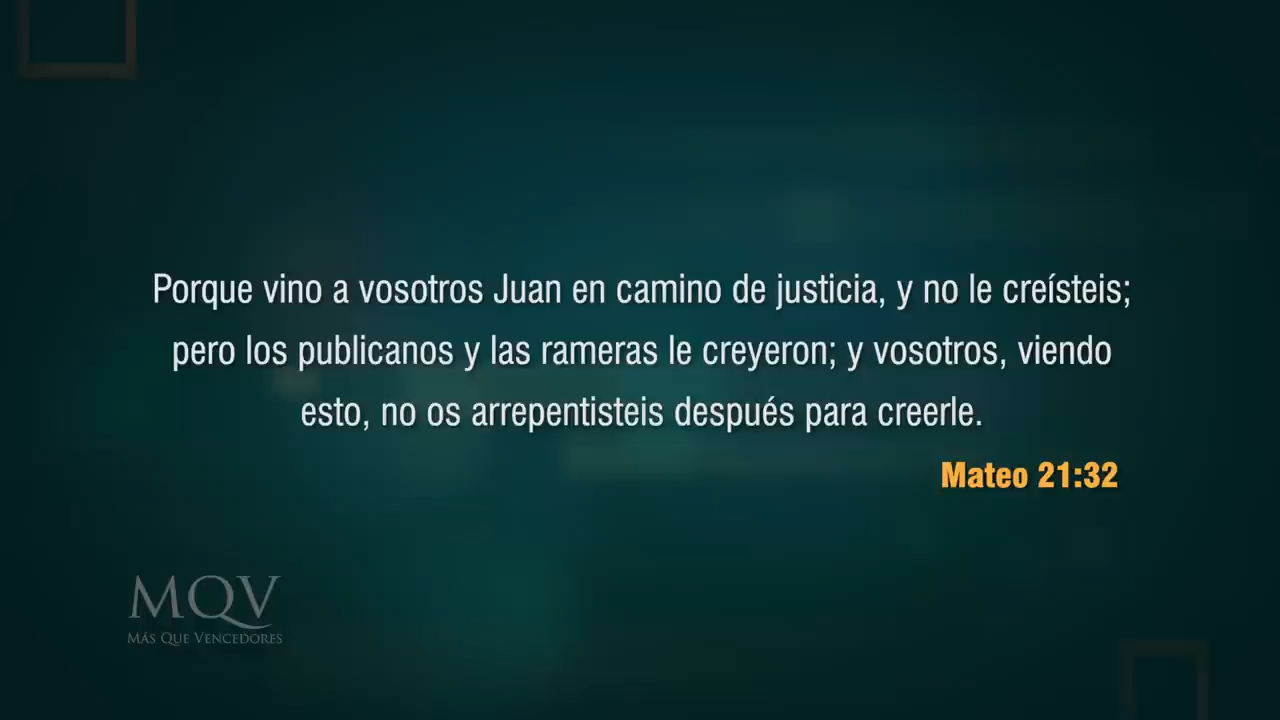 Porque vino a vosotros Juan en camino de justicia, y no le creísteis;
pero los publicanos y las rameras le creyeron; y vosotros, viendo
esto, no os arrepentisteis después para creerle.
Mateo 21:32
MQV
MÁS QUE VENCEDORES